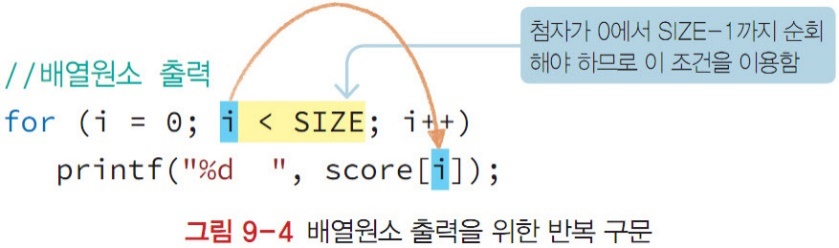 첨자가 0에서 SIZE-1까지 순회
해야 하므로 이 조건을 이용함
//배열원소 출력
for (i = 0; i < SIZE; i++)
printf("%d  ", score[i]);
그림 9-4 배열원소 출력을 위한 반복 구문